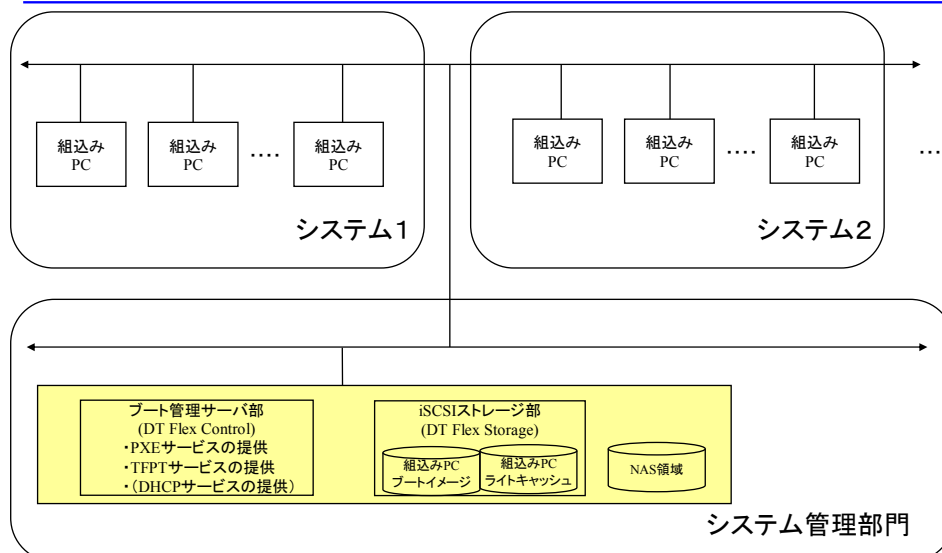 組込み
PC
組込み
PC
‥‥
組込み
PC
システム１
組込み
PC
組込み
PC
‥‥
組込み
PC
…
システム２
ブート管理サーバ部
(DT Flex Control)
・PXEサービスの提供
・TFPTサービスの提供
・（DHCPサービスの提供）
iSCSIストレージ部
(DT Flex Storage)
組込みPC
ブートイメージ
組込みPC
ライトキャッシュ
NAS領域
システム管理部門